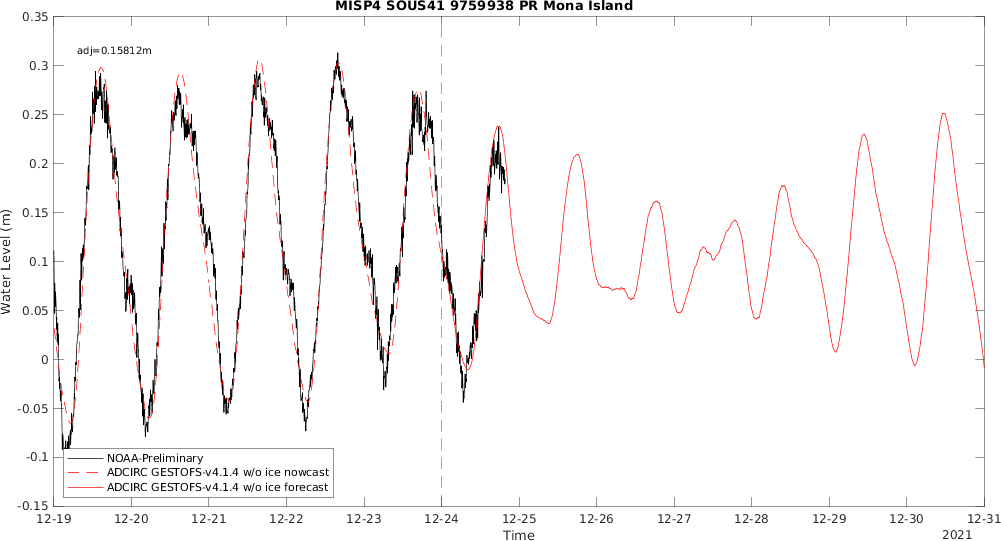 MISP4 SOUS41 9759938 PR Mona Island
adj=0.15812m
0.35
0.3
0.25
0.2
0.15
0.1
0.05
0
-0.05
-0.1
-0.15
Water Level (m)
NOAA-Preliminary
ADCIRC GESTOFS-v4.1.4 w/o ice nowcast
ADCIRC GESTOFS-v4.1.4 w/o ice forecast
12-19 12-20 12-21 12-22 12-23 12-24 12-25 12-26 12-27 12-28 12-29 12-30 12-31
Time
2021